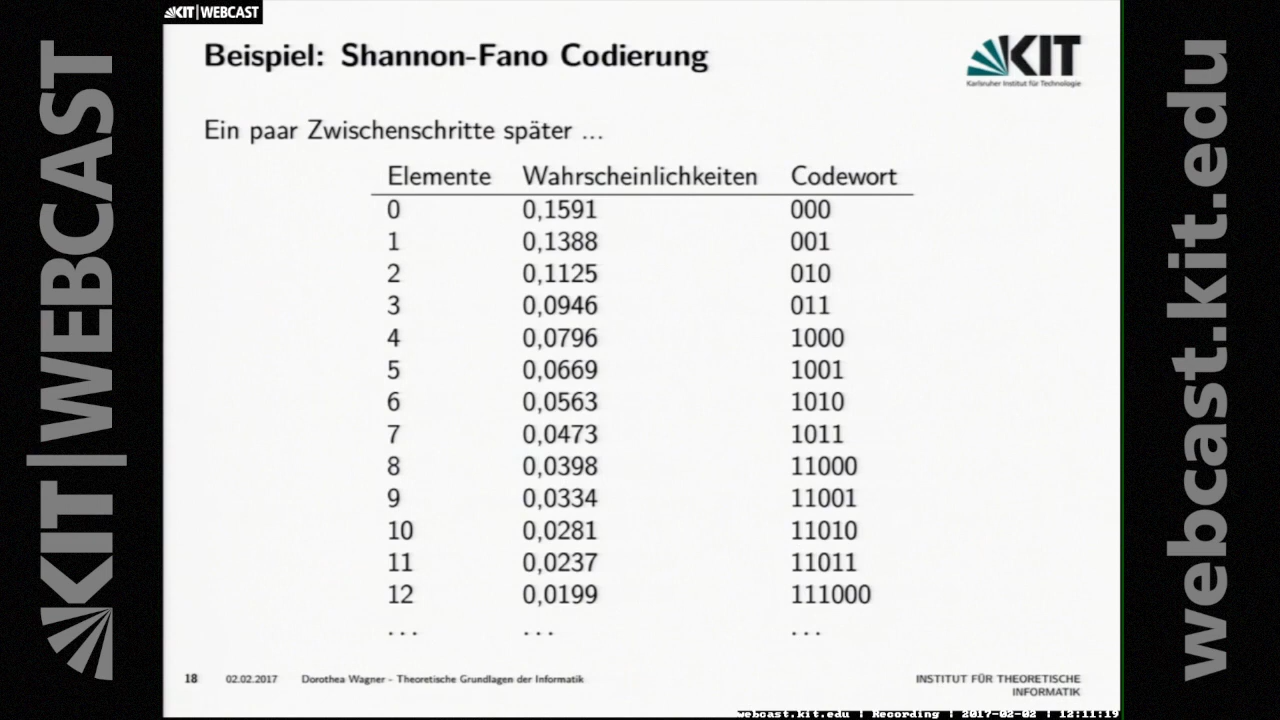 KIT|WEBCAST
KIT|WEBCAST
webcast.kit.edu
Beispiel: Shannon-Fano Codierung
KIT
Karlsruher Institut für Technologie
Ein paar Zwischenschritte später ...
Elemente Wahrscheinlichkeiten Codewort
0 0,1591 000
1 0,1388 001
2 0,1125 010
3 0,0946 011
4 0,0796 1000
5 0,0669 1001
6 0,0563 1010
7 0,0473 1011
8 0,0398 11000
9 0,0334 11001
10 0,0281 11010
11 0,0237 11011
12 0,0199 111000
... ... ...
18 02.02.2017 Dorothea Wagner - Theoretische Grundlagen der Informatik
INSTITUT FÜR THEORETISCHE
INFORMATIK
webcast.kit.edu | Recording | 2017-02-02 | 12:11:19